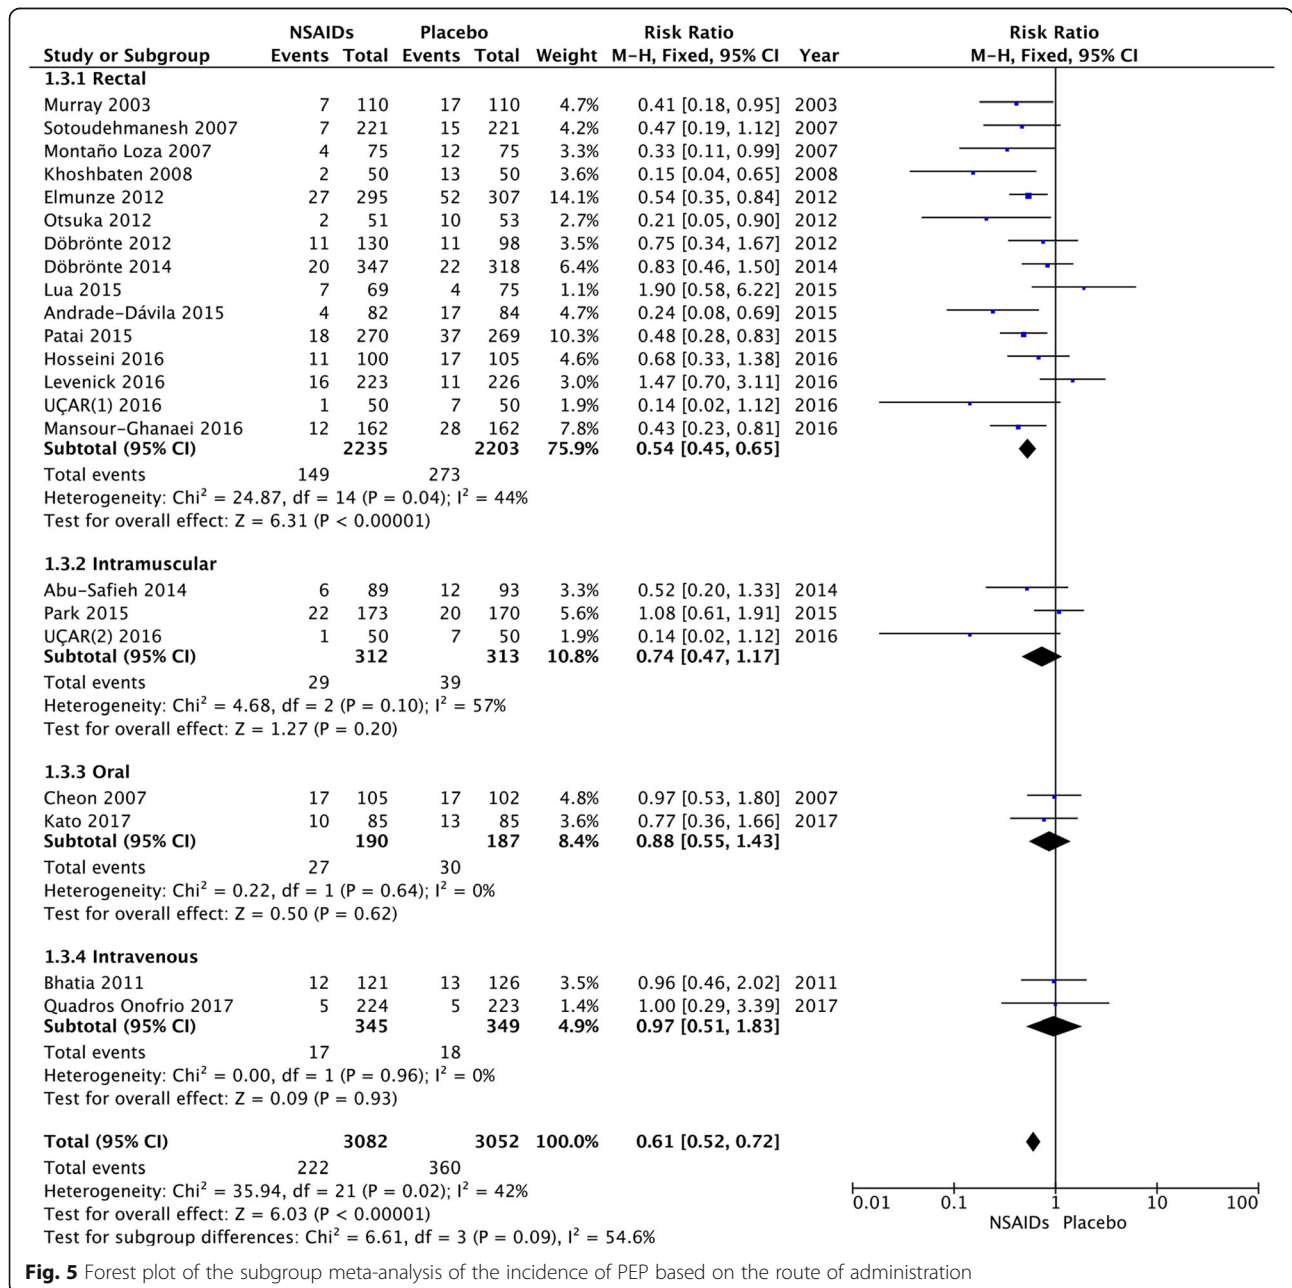 NSAIDs Placebo Risk Ratio Risk Ratio
Study or Subgroup Events Total Events Total Weight M-H, Fixed, 95% CI Year M-H, Fixed, 95% CI
1.3.1 Rectal
Murray 2003 7 110 17 110 4.7% 0.41 [0.18, 0.95] 2003
Sotoudehmanesh 2007 7 221 15 221 4.2% 0.47 [0.19, 1.12] 2007
Montaño Loza 2007 4 75 12 75 3.3% 0.33 [0.11, 0.99] 2007
Khoshbaten 2008 2 50 13 50 3.6% 0.15 [0.04, 0.65] 2008
Elmunze 2012 27 295 52 307 14.1% 0.54 [0.35, 0.84] 2012
Otsuka 2012 2 51 10 53 2.7% 0.21 [0.05, 0.90] 2012
Döbrönte 2012 11 130 11 98 3.5% 0.75 [0.34, 1.67] 2012
Döbrönte 2014 20 347 22 318 6.4% 0.83 [0.46, 1.50] 2014
Lua 2015 7 69 4 75 1.1% 1.90 [0.58, 6.22] 2015
Andrade-Dávila 2015 4 82 17 84 4.7% 0.24 [0.08, 0.69] 2015
Patai 2015 18 270 37 269 10.3% 0.48 [0.28, 0.83] 2015
Hosseini 2016 11 100 17 105 4.6% 0.68 [0.33, 1.38] 2016
Levenick 2016 16 223 11 226 3.0% 1.47 [0.70, 3.11] 2016
UÇAR(1) 2016 1 50 7 50 1.9% 0.14 [0.02, 1.12] 2016
Mansour-Ghanaei 2016 12 162 28 162 7.8% 0.43 [0.23, 0.81] 2016
Subtotal (95% CI) 2235 2203 75.9% 0.54 [0.45, 0.65]
Total events 149 273
Heterogeneity: Chi² = 24.87, df = 14 (P = 0.04); I² = 44%
Test for overall effect: Z = 6.31 (P < 0.00001)
1.3.2 Intramuscular
Abu-Safieh 2014 6 89 12 93 3.3% 0.52 [0.20, 1.33] 2014
Park 2015 22 173 20 170 5.6% 1.08 [0.61, 1.91] 2015
UÇAR(2) 2016 1 50 7 50 1.9% 0.14 [0.02, 1.12] 2016
Subtotal (95% CI) 312 313 10.8% 0.74 [0.47, 1.17]
Total events 29 39
Heterogeneity: Chi² = 4.68, df = 2 (P = 0.10); I² = 57%
Test for overall effect: Z = 1.27 (P = 0.20)
1.3.3 Oral
Cheon 2007 17 105 17 102 4.8% 0.97 [0.53, 1.80] 2007
Kato 2017 10 85 13 85 3.6% 0.77 [0.36, 1.66] 2017
Subtotal (95% CI) 190 187 8.4% 0.88 [0.55, 1.43]
Total events 27 30
Heterogeneity: Chi² = 0.22, df = 1 (P = 0.64); I² = 0%
Test for overall effect: Z = 0.50 (P = 0.62)
1.3.4 Intravenous
Bhatia 2011 12 121 13 126 3.5% 0.96 [0.46, 2.02] 2011
Quadros Onofrio 2017 5 224 5 223 1.4% 1.00 [0.29, 3.39] 2017
Subtotal (95% CI) 345 349 4.9% 0.97 [0.51, 1.83]
Total events 17 18
Heterogeneity: Chi² = 0.00, df = 1 (P = 0.96); I² = 0%
Test for overall effect: Z = 0.09 (P = 0.93)
Total (95% CI) 3082 3052 100.0% 0.61 [0.52, 0.72]
Total events 222 360
Heterogeneity: Chi² = 35.94, df = 21 (P = 0.02); I² = 42%
Test for overall effect: Z = 6.03 (P < 0.00001)
Test for subgroup differences: Chi² = 6.61, df = 3 (P = 0.09), I² = 54.6%
0.01 0.1 1 10 100
NSAIDs Placebo
Fig. 5 Forest plot of the subgroup meta-analysis of the incidence of PEP based on the route of administration